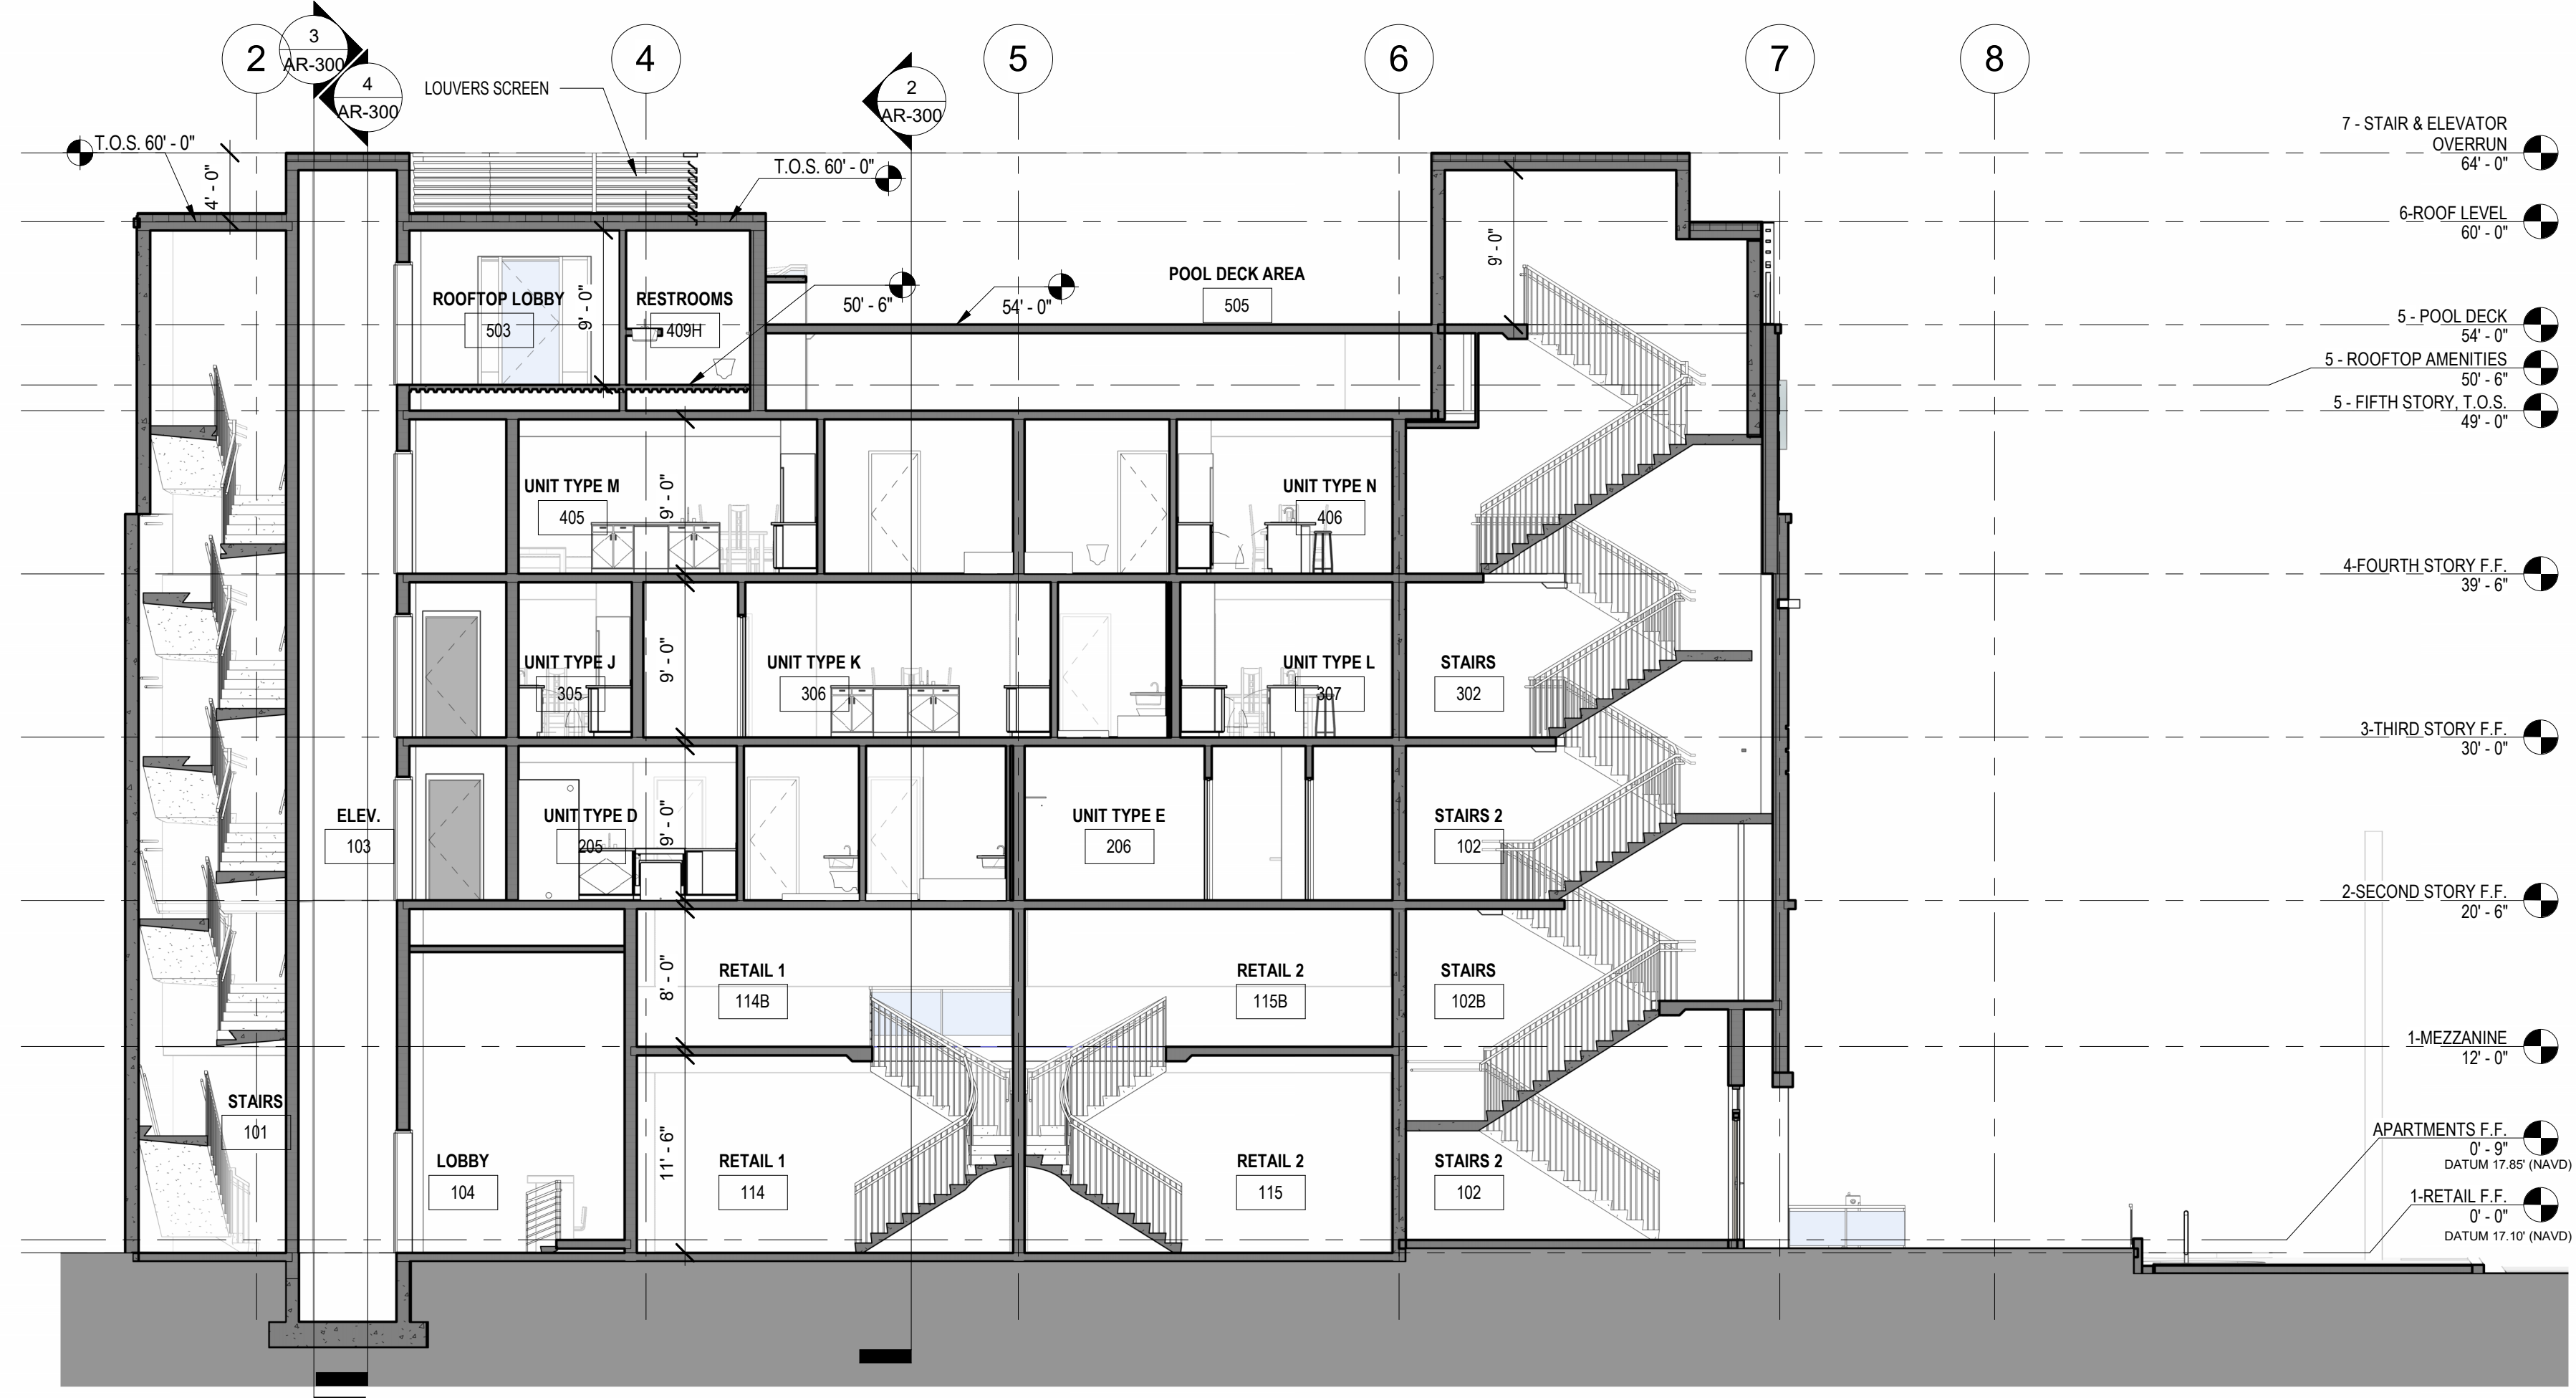 2
3
AR-300
4
AR-300
LOUVERS SCREEN
4
2
AR-300
5
6
7
8
T.O.S. 60' - 0"
4' - 0"
T.O.S. 60' - 0"
7 - STAIR & ELEVATOR
OVERRUN
64' - 0"
6-ROOF LEVEL
60' - 0"
9' - 0"
POOL DECK AREA
505
ROOFTOP LOBBY
503
9' - 0"
RESTROOMS
409H
50' - 6"
54' - 0"
5 - POOL DECK
54' - 0"
5 - ROOFTOP AMENITIES
50' - 6"
5 - FIFTH STORY, T.O.S.
49' - 0"
UNIT TYPE M
405
9' - 0"
UNIT TYPE N
406
4-FOURTH STORY F.F.
39' - 6"
UNIT TYPE J
305
9' - 0"
UNIT TYPE K
306
UNIT TYPE L
307
STAIRS
302
3-THIRD STORY F.F.
30' - 0"
ELEV.
103
UNIT TYPE D
205
9' - 0"
UNIT TYPE E
206
STAIRS 2
102
2-SECOND STORY F.F.
20' - 6"
8' - 0"
RETAIL 1
114B
RETAIL 2
115B
STAIRS
102B
1-MEZZANINE
12' - 0"
STAIRS
101
LOBBY
104
11' - 6"
RETAIL 1
114
RETAIL 2
115
STAIRS 2
102
APARTMENTS F.F.
0' - 9"
DATUM 17.85' (NAVD)
1-RETAIL F.F.
0' - 0"
DATUM 17.10' (NAVD)